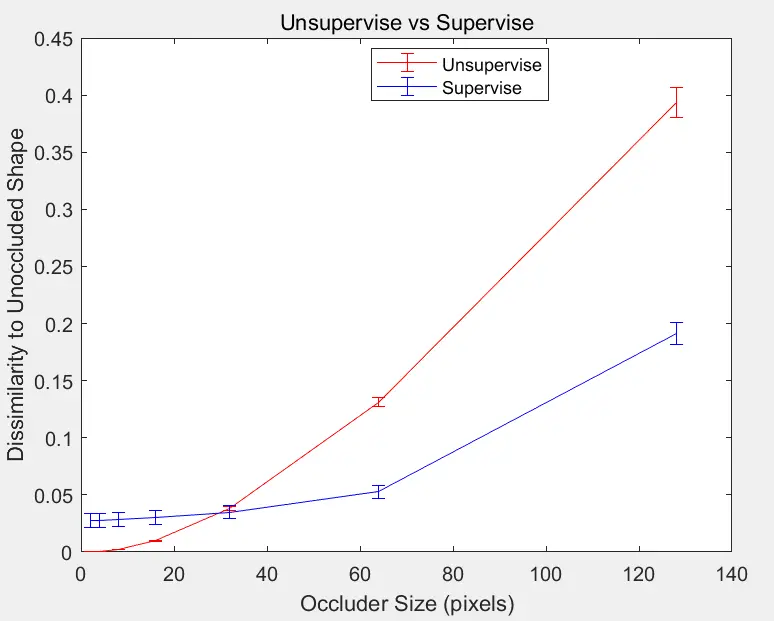 Unsupervise vs Supervise
Unsupervise
Supervise
0.45
0.4
0.35
0.3
0.25
0.2
0.15
0.1
0.05
0
Dissimilarity to Unoccluded Shape
0 20 40 60 80 100 120 140
Occluder Size (pixels)